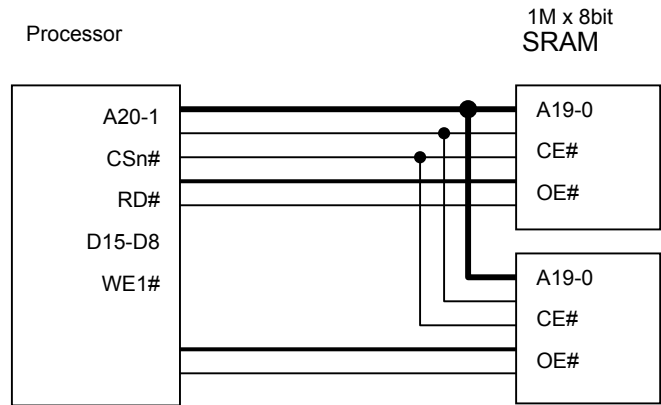 Processor
1M x 8bit
SRAM
A20-1
CSn#
RD#
D15-D8
WE1#
A19-0
CE#
OE#
A19-0
CE#
OE#